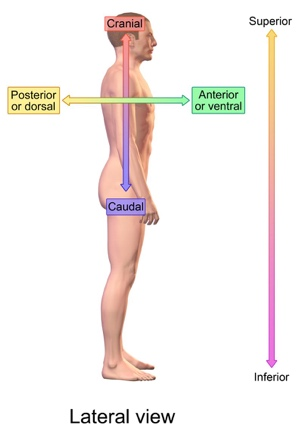 Cranial
Superior
Posterior
or dorsal
Anterior
or ventral
Caudal
Inferior
Lateral view